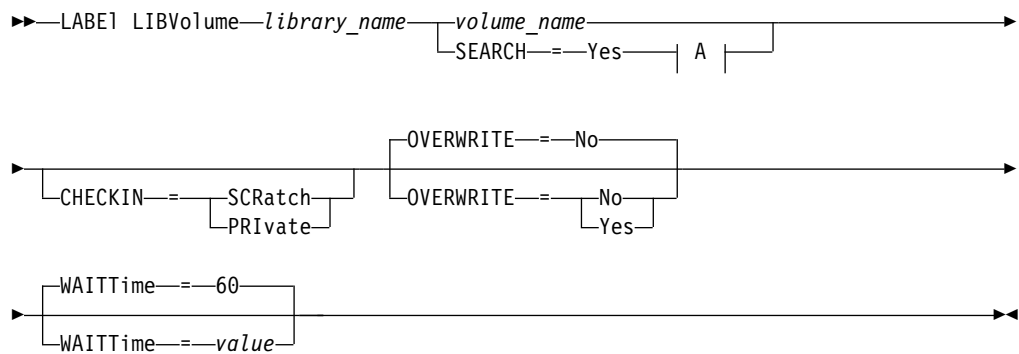 LABEl LIBVolume library_name volume_name
SEARCH = Yes A
OVERWRITE = No
CHECKIN = SCRatch OVERWRITE = No
PRIvate Yes
WAITTime = 60
WAITTime = value